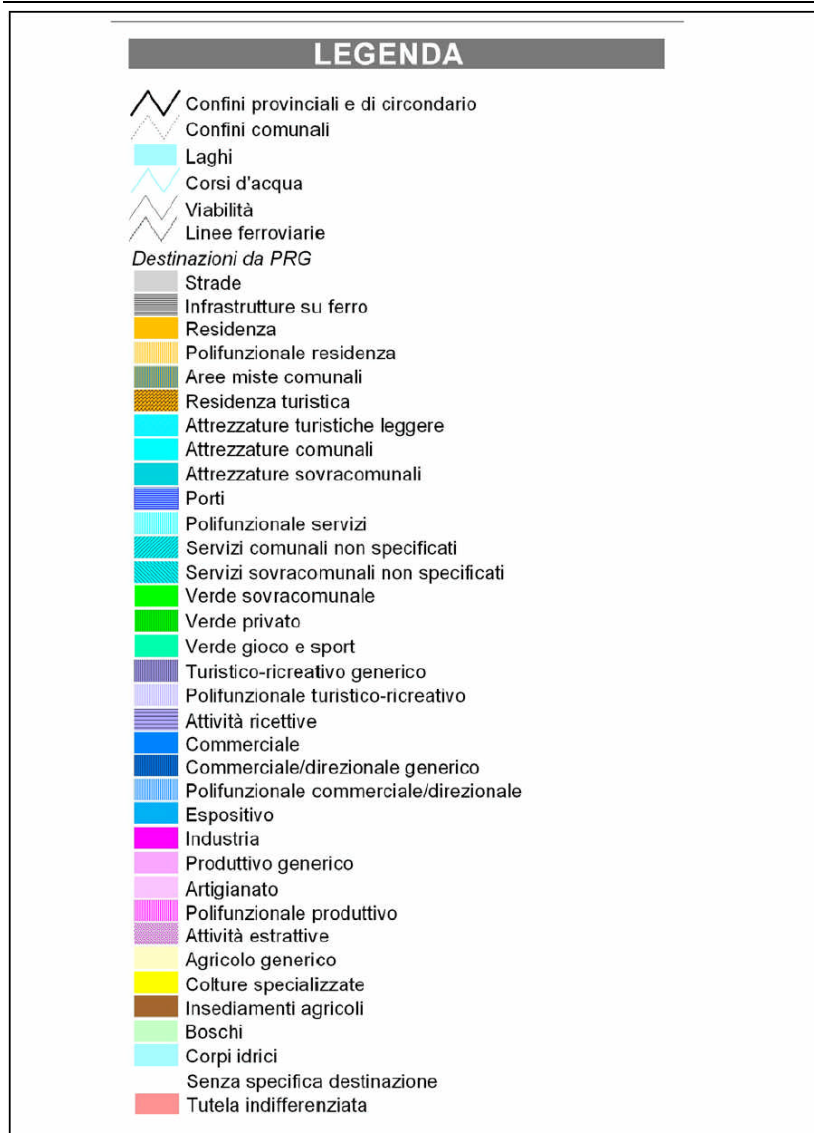 LEGENDA
Confini provinciali e di circondario
Confini comunali
Laghi
Corsi d'acqua
Viabilità
Linee ferroviarie
Destinazioni da PRG
Strade
Infrastrutture su ferro
Residenza
Polifunzionale residenza
Aree miste comunali
Residenza turistica
Attrezzature turistiche leggere
Attrezzature comunali
Attrezzature sovracomunali
Porti
Polifunzionale servizi
Servizi comunali non specificati
Servizi sovracomunali non specificati
Verde sovracomunale
Verde privato
Verde gioco e sport
Turistico-ricreativo generico
Polifunzionale turistico-ricreativo
Attività ricettive
Commerciale
Commerciale/direzionale generico
Polifunzionale commerciale/direzionale
Espositivo
Industria
Produttivo generico
Artigianato
Polifunzionale produttivo
Attività estrattive
Agricolo generico
Colture specializzate
Insediamenti agricoli
Boschi
Corpi idrici
Senza specifica destinazione
Tutela indifferenziata